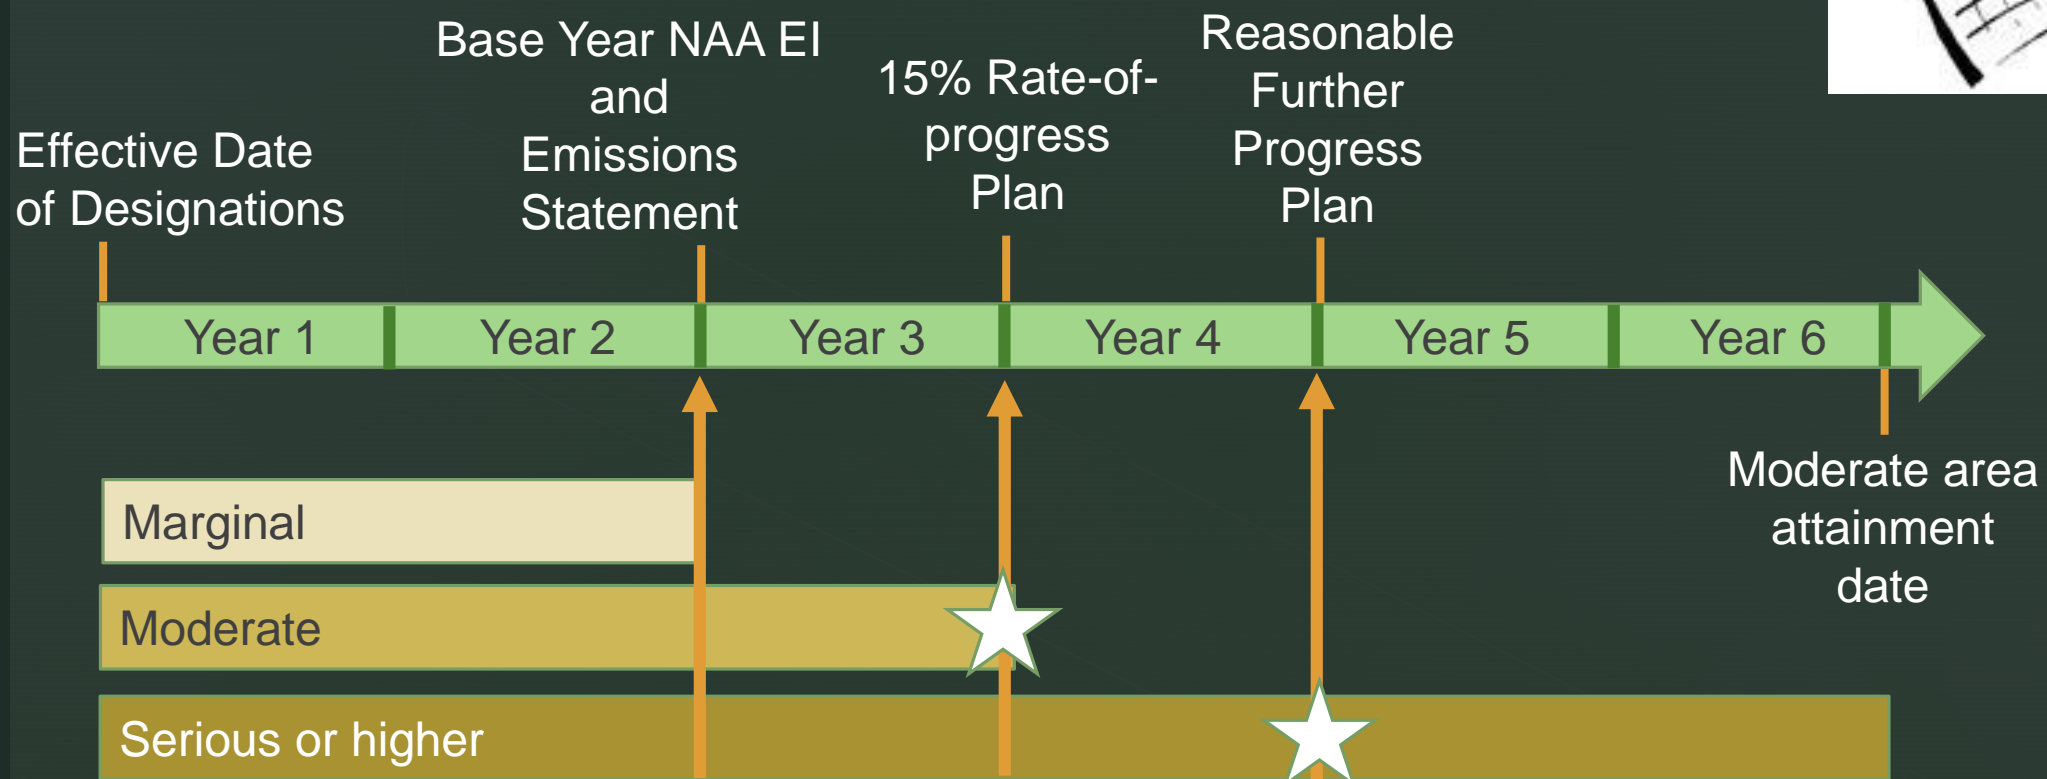 Effective Date
of Designations
Base Year NAA EI
and
Emissions
Statement
15% Rate-of-
progress
Plan
Reasonable
Further
Progress
Plan
Year 1
Year 2
Year 3
Year 4
Year 5
Year 6
Moderate area
attainment
date
Marginal
Moderate
Serious or higher